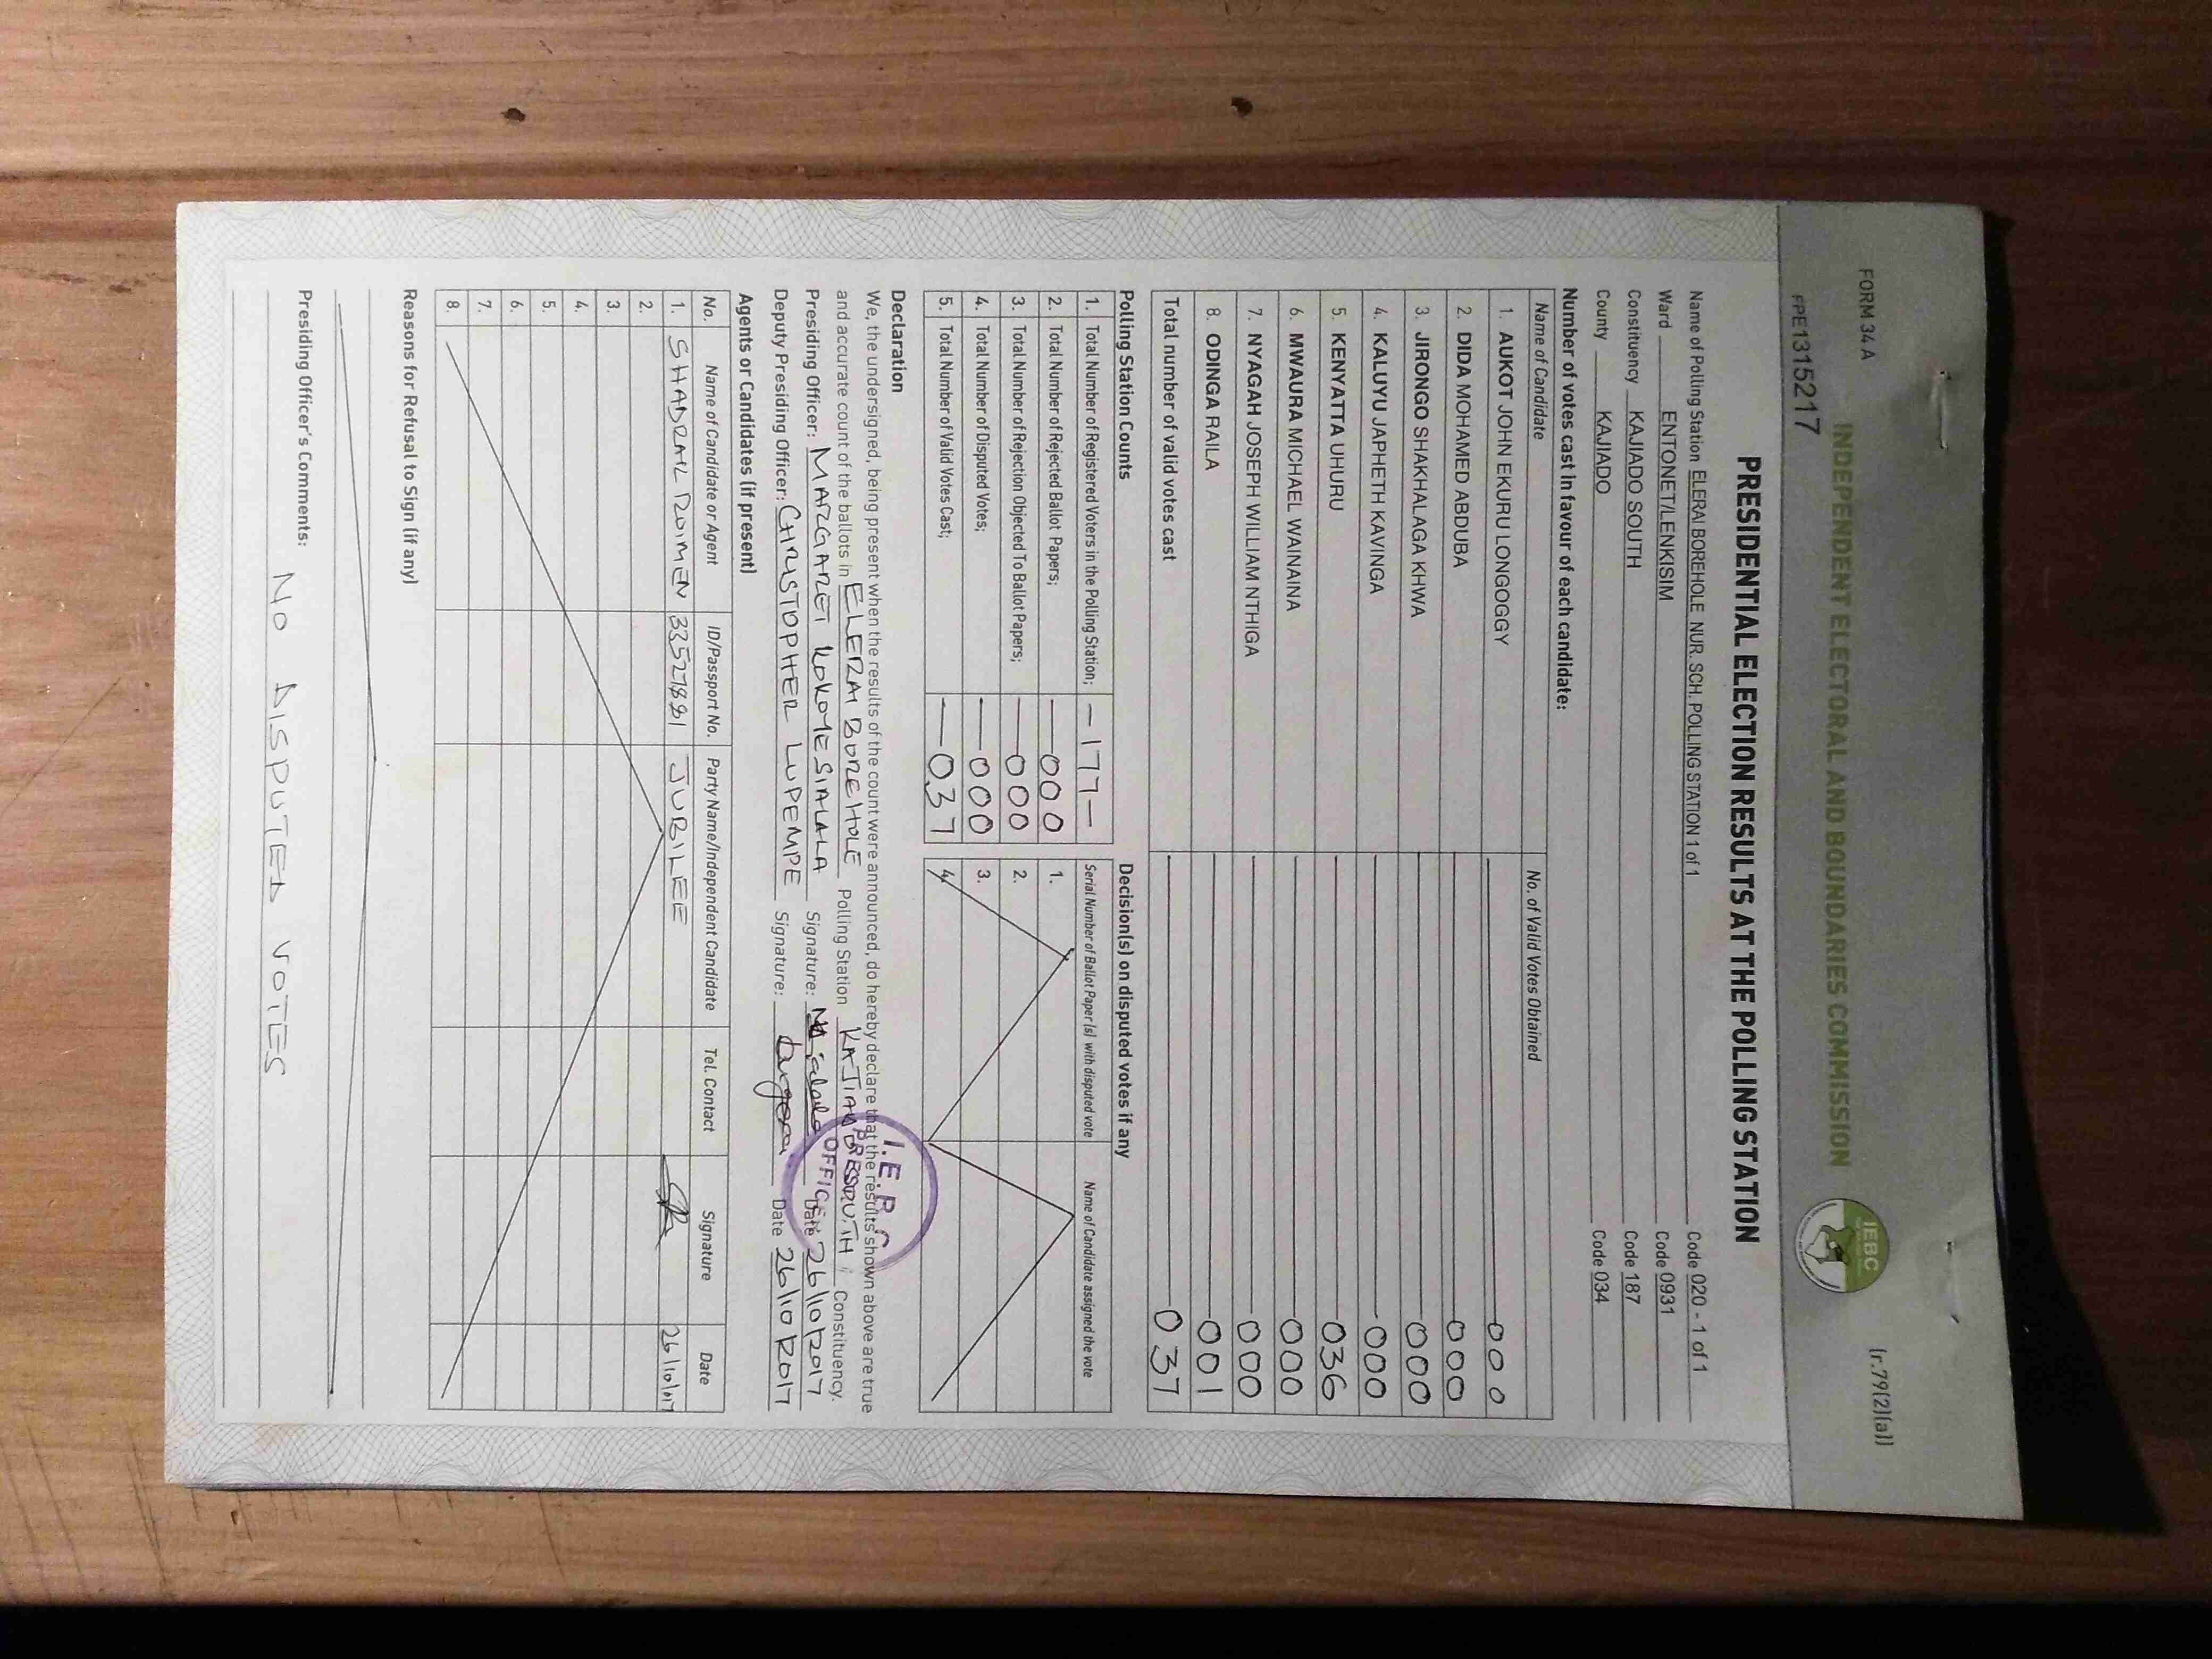 FORM 34 A
(r.79(2)(a))
INDEPENDENT ELECTORAL AND BOUNDARIES COMMISSION
IEBC
PE1315217
PRESIDENTIAL ELECTION RESULTS AT THE POLLING STATION
Name of Polling Station ELERAI BOREHOLE NUR. SCH. POLLING STATION 1 of 1 Code 020 - 1 of 1
Ward ENTONET/LENKISIM Code 0931
Constituency KAJIADO SOUTH Code 187
County KAJIADO Code 034
Number of votes cast in favour of each candidate:
Name of Candidate No. of Valid Votes Obtained
1. AUKOT JOHN EKURU LONGOGGY 000
2. DIDA MOHAMED ABDUBA 000
3. JIRONGO SHAKHALAGA KHWA 000
4. KALUYU JAPHETH KAVINGA 000
5. KENYATTA UHURU 036
6. MWAURA MICHAEL WAINAINA 000
7. NYAGAH JOSEPH WILLIAM NTHIGA 000
8. ODINGA RAILA 001
Total number of valid votes cast 037
Polling Station Counts Decision(s) on disputed votes if any
1. Total Number of Registered Voters in the Polling Station; -177- Serial Number of Ballot Paper (s) with disputed vote Name of Candidate assigned the vote
2. Total Number of Rejected Ballot Papers; 000 1.
3. Total Number of Rejection Objected To Ballot Papers; 000 2.
4. Total Number of Disputed Votes; 000 3.
5. Total Number of Valid Votes Cast; 037 4.
Declaration
We, the undersigned, being present when the results of the count were announced, do hereby declare that the results shown above are true
and accurate count of the ballots in ELERAI BOREHOLE Polling Station KAJIADO SOUTH Constituency.
Presiding Officer: MARGARET KOKOYE SIALALA Signature: Date 26/10/2017
Deputy Presiding Officer: CHRISTOPHER LUPEMPE Signature: Date 26/10/2017
I.E.B.C
PRESIDING
OFFICER
Agents or Candidates (if present)
No. Name of Candidate or Agent ID/Passport No. Party Name/Independent Candidate Tel. Contact Signature Date
1. SHADRAK ROIMEN 33527881 JUBILEE 26/10/017
2.
3.
4.
5.
6.
7.
8.
Reasons for Refusal to Sign (if any)
Presiding Officer's Comments:
NO DISPUTED VOTES